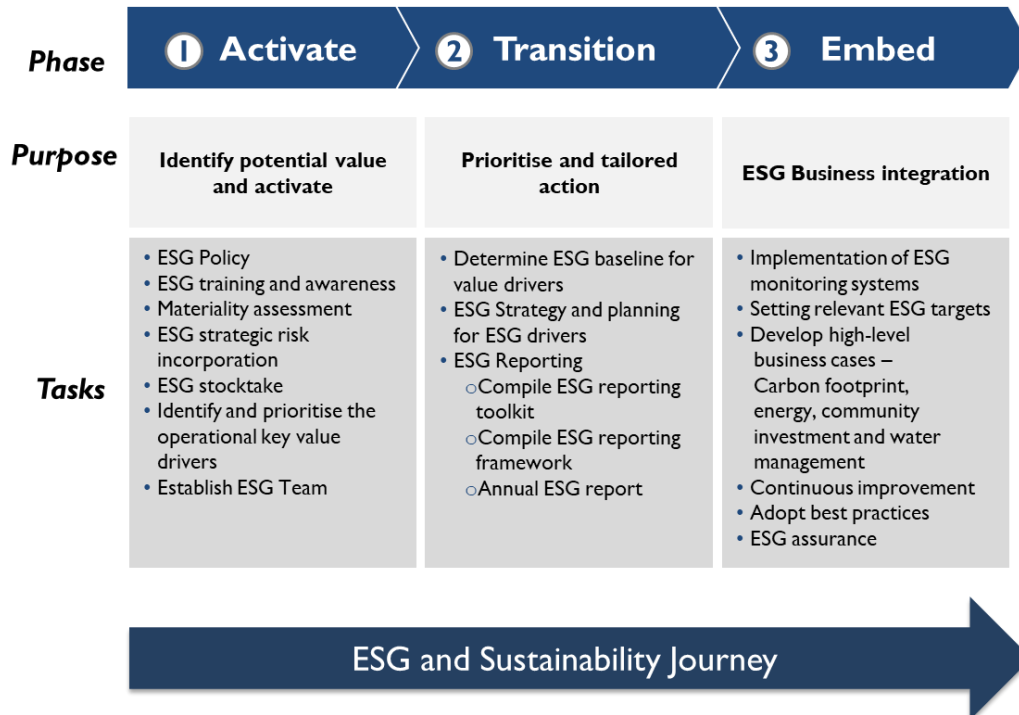 Phase
1 Activate
2 Transition
3 Embed
Purpose
Identify potential value
and activate
Prioritise and tailored
action
ESG Business integration
Tasks
• ESG Policy
• ESG training and awareness
• Materiality assessment
• ESG strategic risk
incorporation
• ESG stocktake
• Identify and prioritise the
operational key value
drivers
• Establish ESG Team
• Determine ESG baseline for
value drivers
• ESG Strategy and planning
for ESG drivers
• ESG Reporting
oCompile ESG reporting
toolkit
oCompile ESG reporting
framework
oAnnual ESG report
• Implementation of ESG
monitoring systems
• Setting relevant ESG targets
• Develop high-level
business cases –
Carbon footprint,
energy, community
investment and water
management
• Continuous improvement
• Adopt best practices
• ESG assurance
ESG and Sustainability Journey